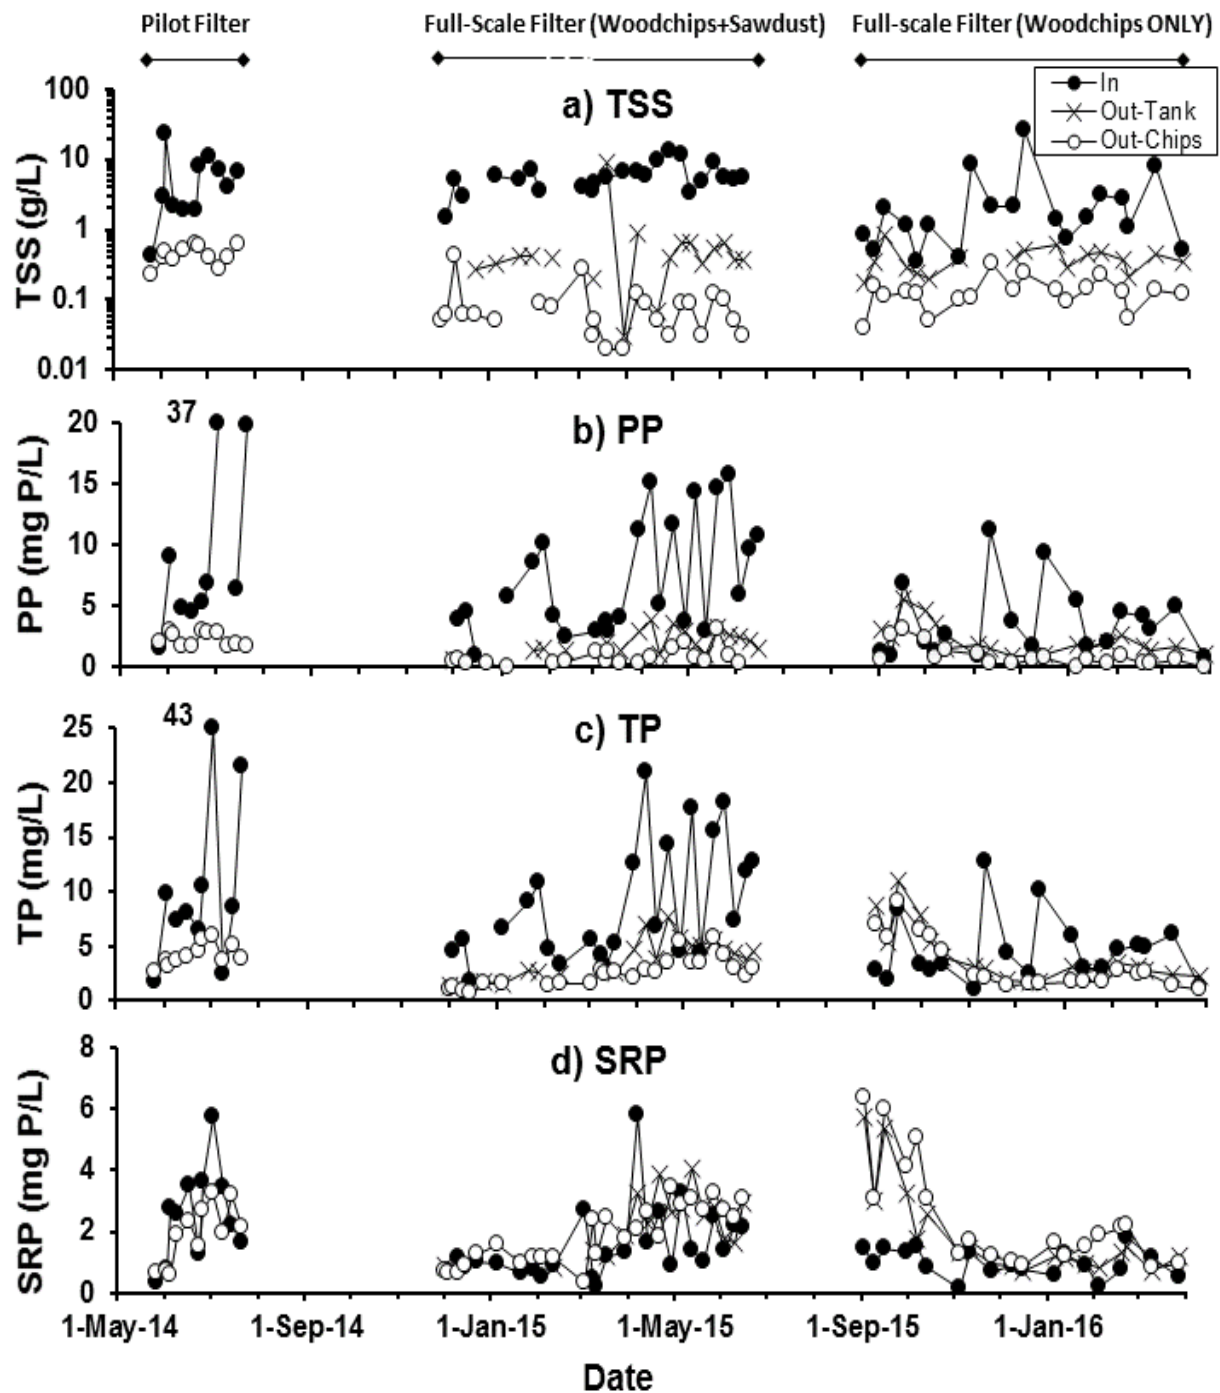 Pilot Filter Full-Scale Filter (Woodchips+Sawdust) Full-scale Filter (Woodchips ONLY)
In
Out-Tank
Out-Chips
a) TSS
TSS (g/L)
100
10
1
0.1
0.01
b) PP
37
PP (mg P/L)
20
15
10
5
0
c) TP
43
TP (mg/L)
25
20
15
10
5
0
d) SRP
SRP (mg P/L)
8
6
4
2
0
1-May-14 1-Sep-14 1-Jan-15 1-May-15 1-Sep-15 1-Jan-16
Date